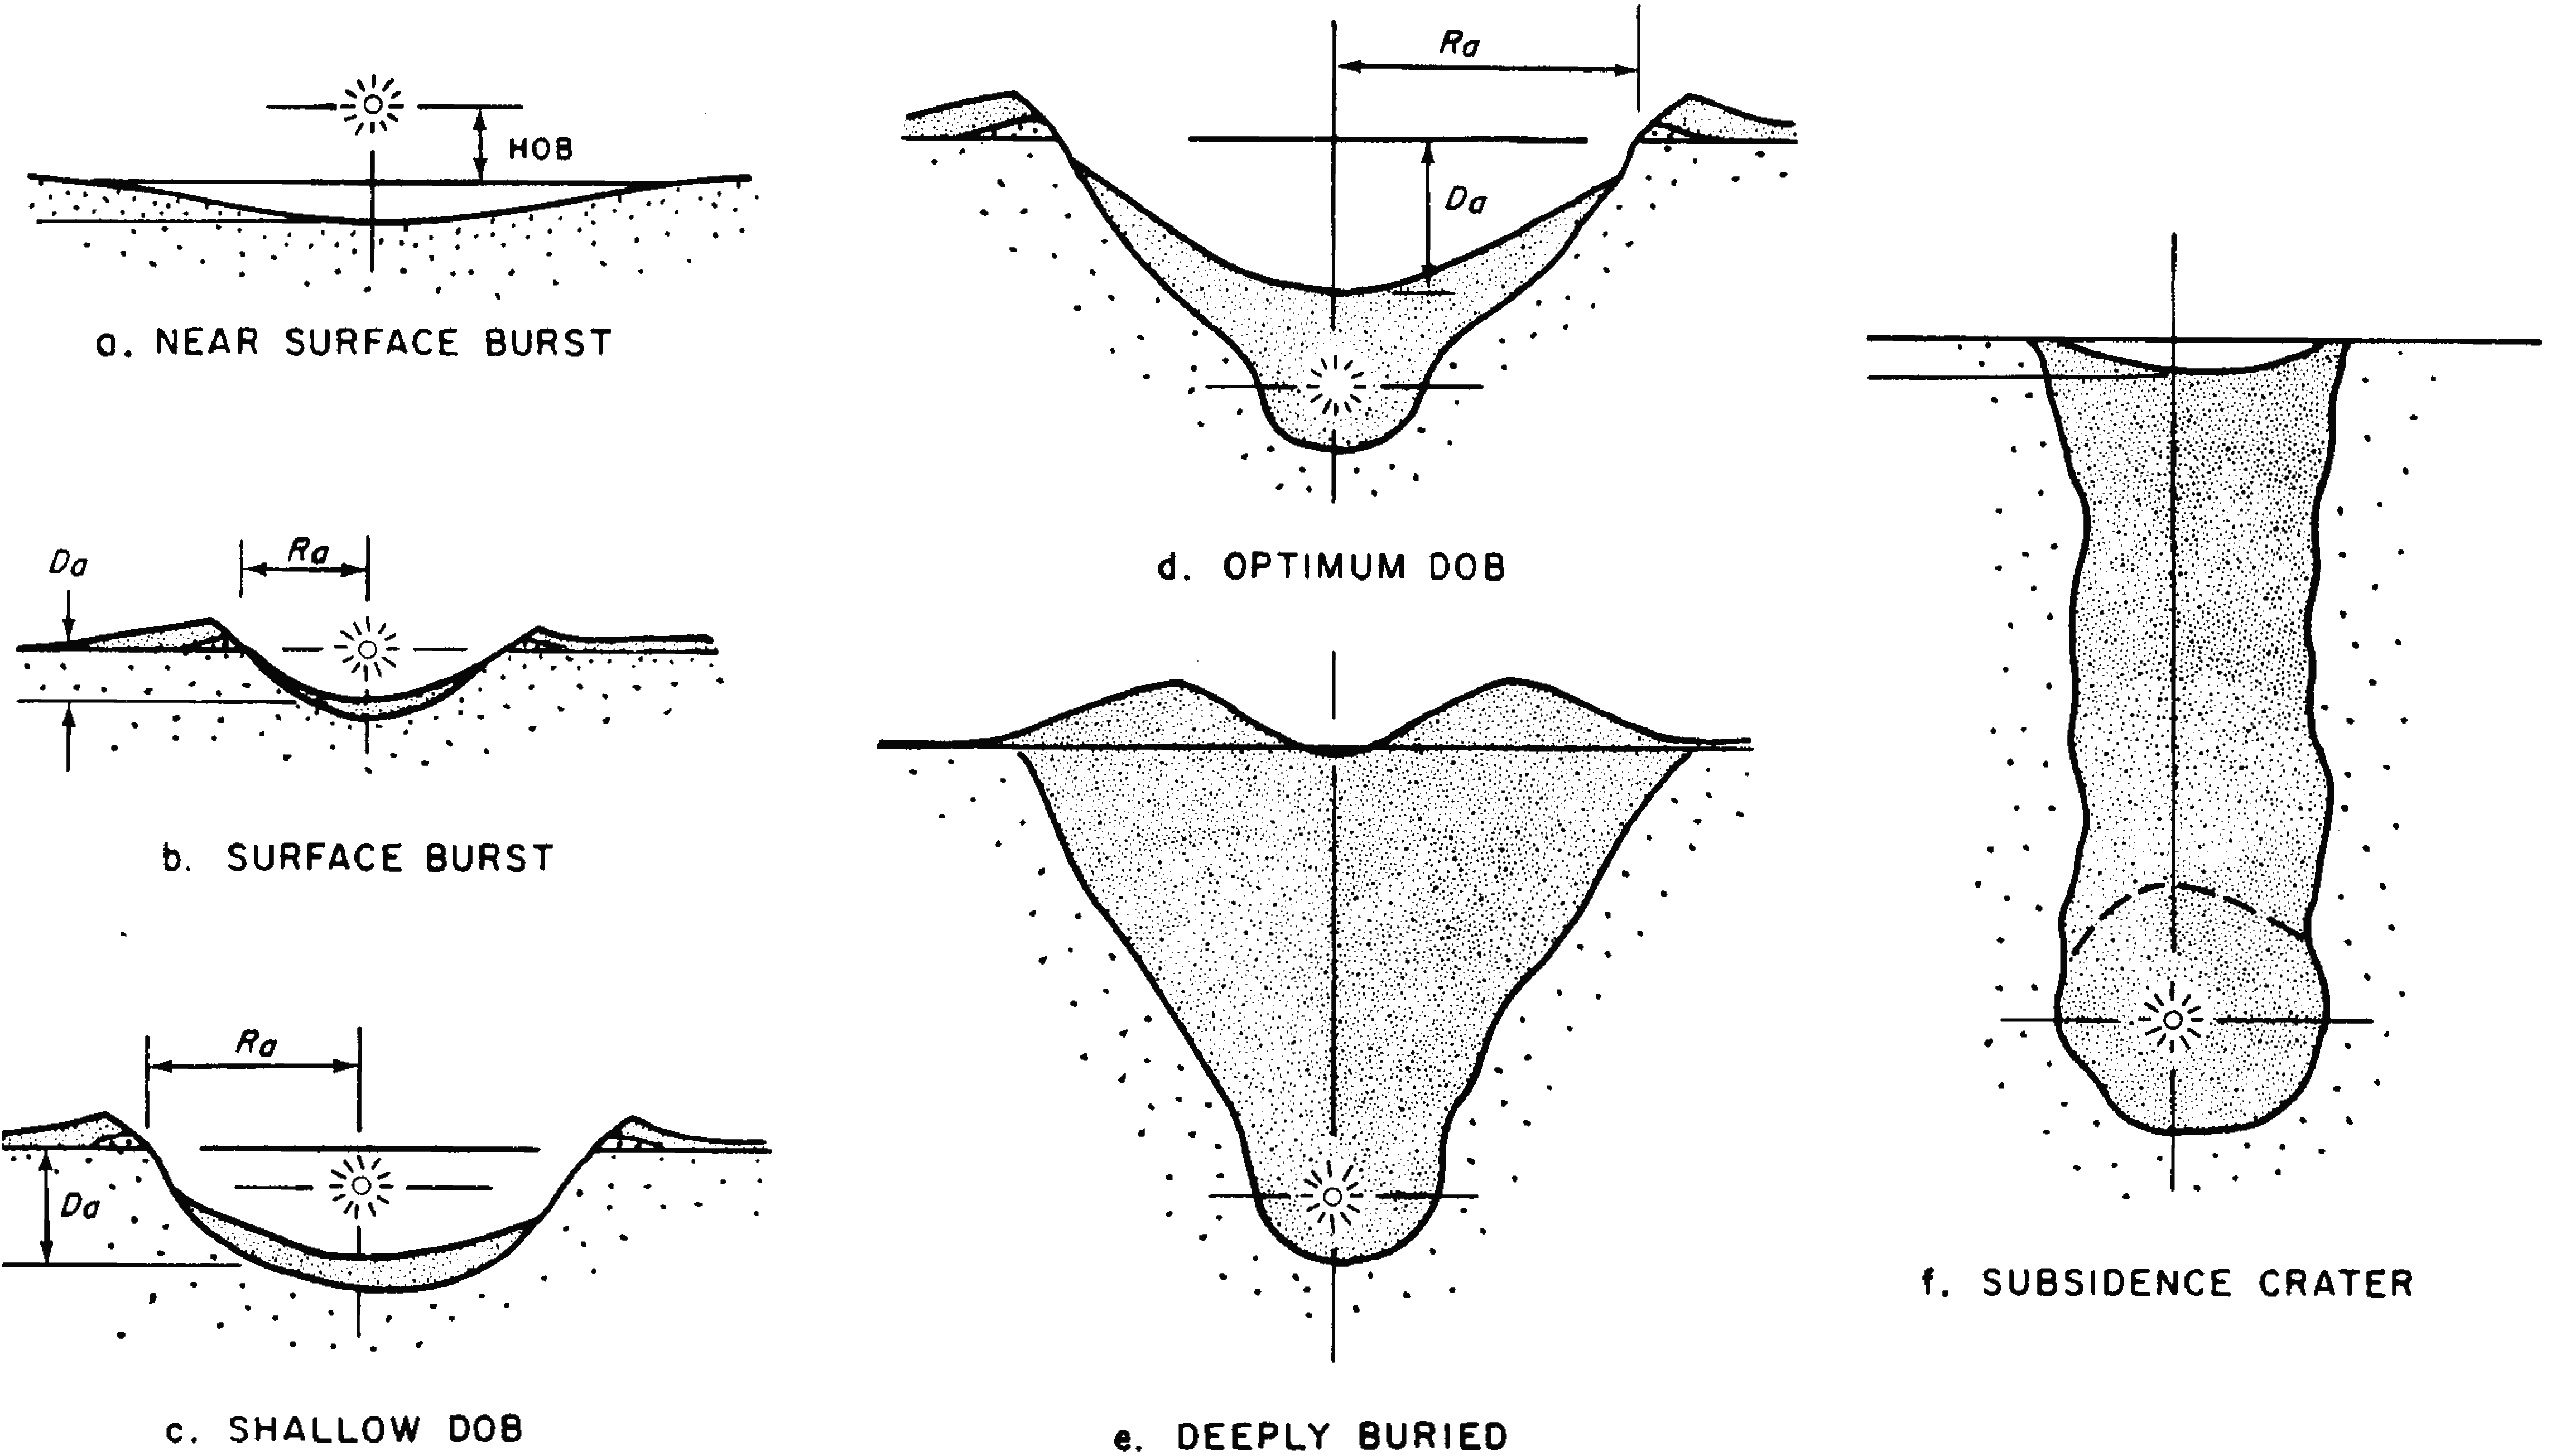 HOB
a. NEAR SURFACE BURST
Da
Ra
b. SURFACE BURST
Ra
Da
c. SHALLOW DOB
Ra
Da
d. OPTIMUM DOB
e. DEEPLY BURIED
f. SUBSIDENCE CRATER